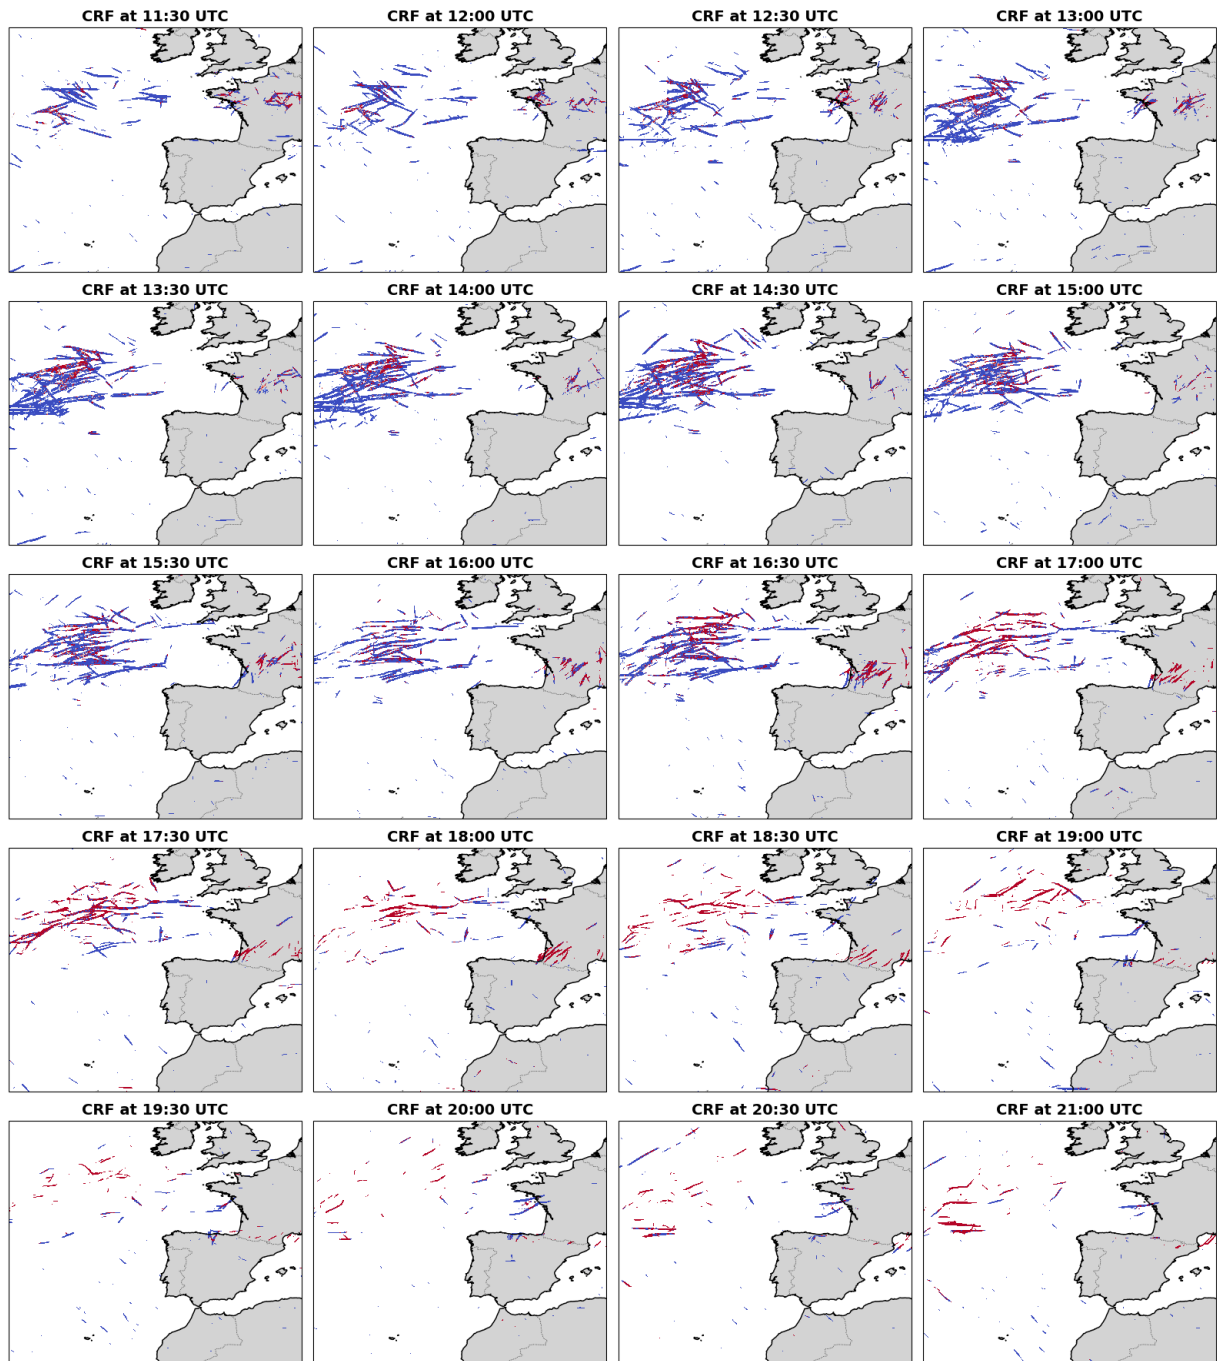 CRF at 11:30 UTC
CRF at 12:00 UTC
CRF at 12:30 UTC
CRF at 13:00 UTC
CRF at 13:30 UTC
CRF at 14:00 UTC
CRF at 14:30 UTC
CRF at 15:00 UTC
CRF at 15:30 UTC
CRF at 16:00 UTC
CRF at 16:30 UTC
CRF at 17:00 UTC
CRF at 17:30 UTC
CRF at 18:00 UTC
CRF at 18:30 UTC
CRF at 19:00 UTC
CRF at 19:30 UTC
CRF at 20:00 UTC
CRF at 20:30 UTC
CRF at 21:00 UTC